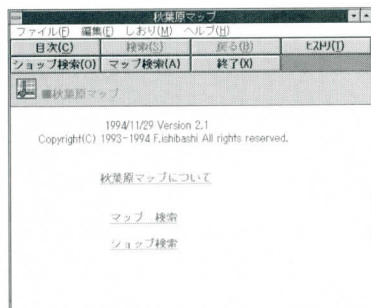 秋葉原マップ
ファイル(F) 編集(E) しおり(M) ヘルプ(H)
目次(C) 検索(S) 戻る(B) ヒストリ(T)
ショップ検索(O) マップ検索(A) 終了(X)
■秋葉原マップ
1994/11/29 Version 2.1
Copyright(C) 1993-1994 F.ishibashi All rights reserved.
秋葉原マップについて
マップ 検索
ショップ検索